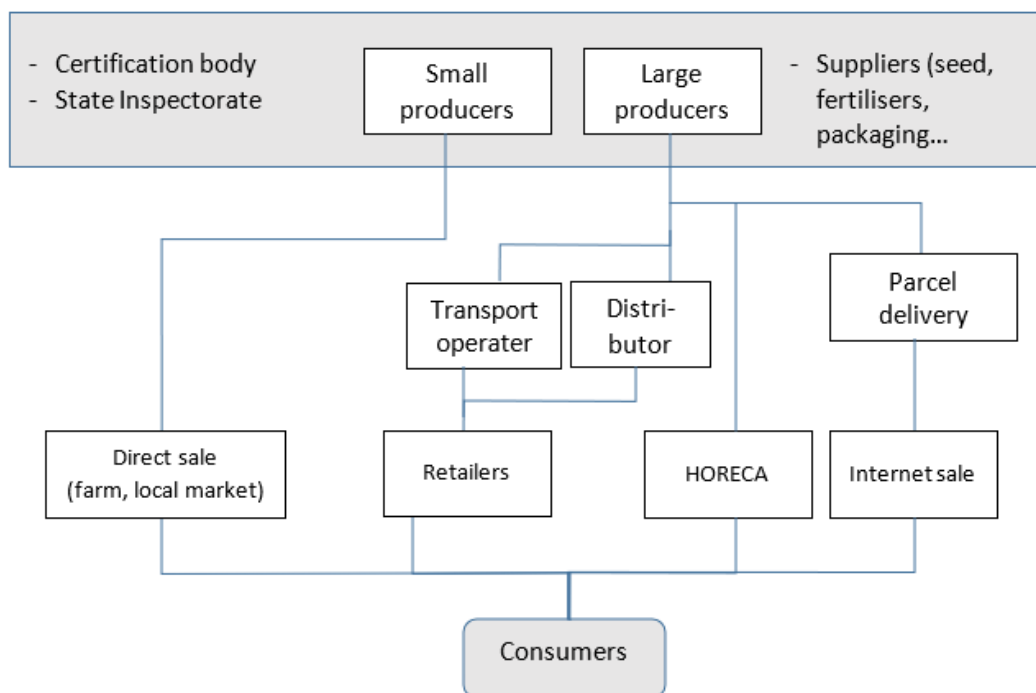 - Certification body
- State Inspectorate
Small
producers
Large
producers
- Suppliers (seed,
fertilisers,
packaging…
Transport
operater
Distri-
butor
Parcel
delivery
Direct sale
(farm, local market)
Retailers
HORECA
Internet sale
Consumers